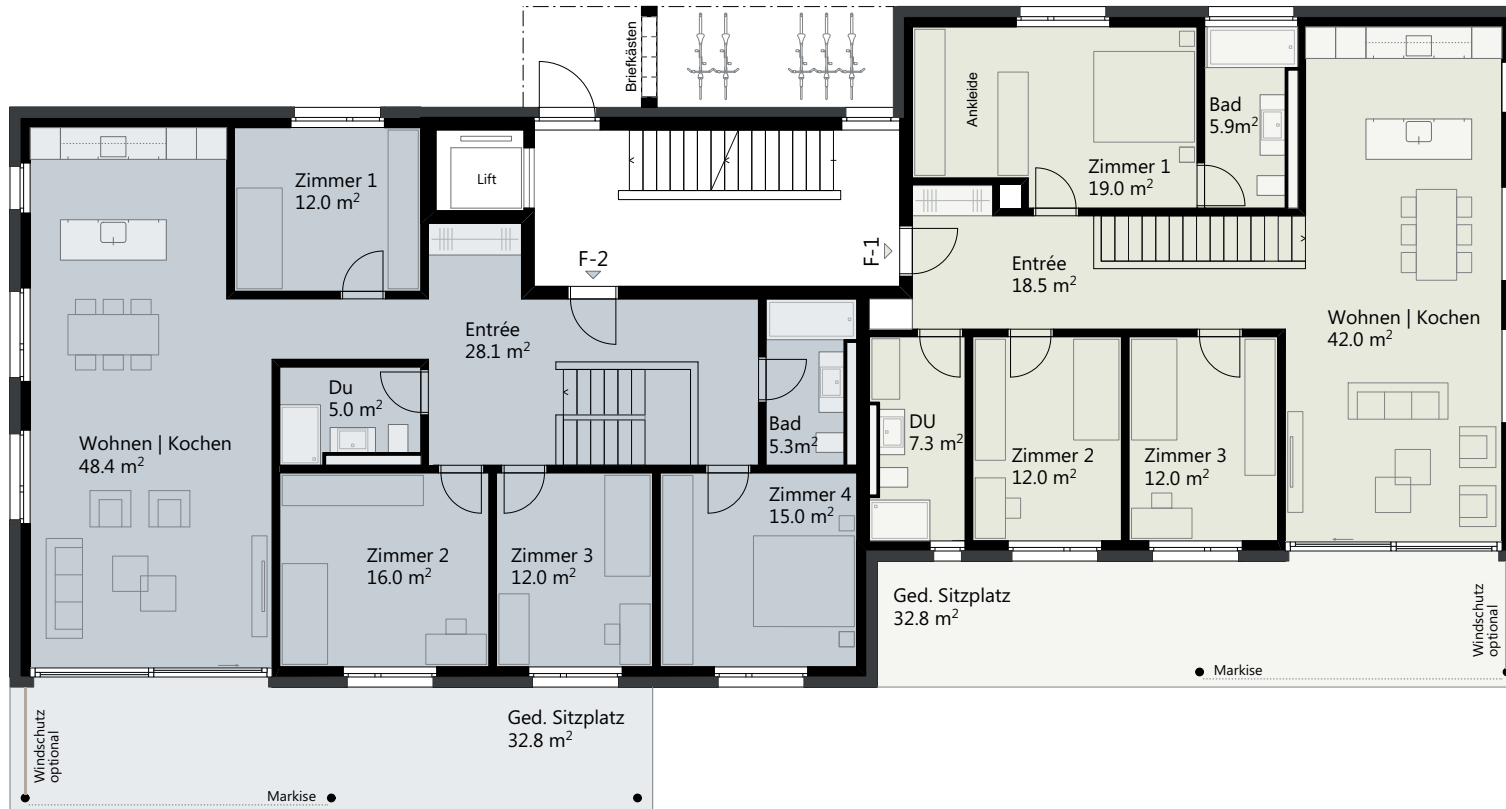 Briefkästen
Ankleide
Bad
5.9m²
Zimmer 1
12.0 m²
Lift
Zimmer 1
19.0 m²
F-2
F-1
Entrée
18.5 m²
Wohnen | Kochen
42.0 m²
Entrée
28.1 m²
Du
5.0 m²
Bad
5.3m²
DU
7.3 m²
Zimmer 2
12.0 m²
Zimmer 3
12.0 m²
Wohnen | Kochen
48.4 m²
Zimmer 2
16.0 m²
Zimmer 3
12.0 m²
Zimmer 4
15.0 m²
Ged. Sitzplatz
32.8 m²
Windschutz
optional
Markise
Ged. Sitzplatz
32.8 m²
Windschutz
optional
Markise